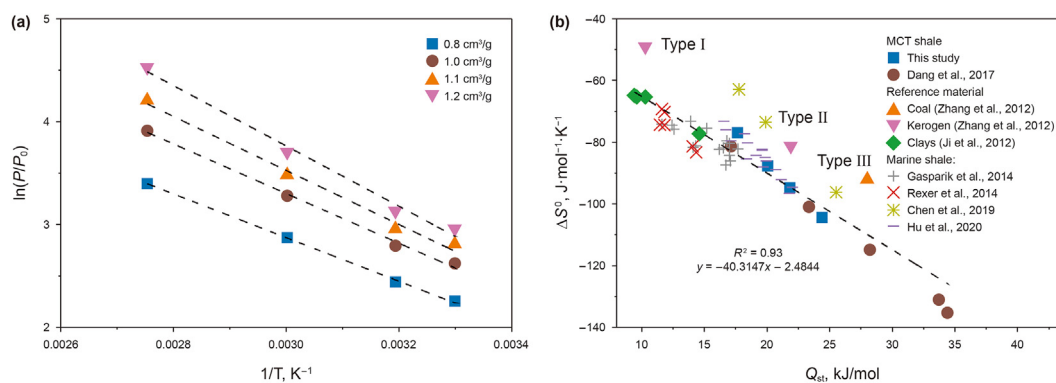 (a)
0.8 cm³/g
1.0 cm³/g
1.1 cm³/g
1.2 cm³/g
ln(P/P₀)
5
4
3
2
0.0026
0.0028
0.0030
0.0032
0.0034
1/T, K⁻¹
(b)
ΔS⁰, J·mol⁻¹·K⁻¹
−40
−60
−80
−100
−120
−140
Type I
Type II
Type III
MCT shale
This study
Dang et al., 2017
Reference material
Coal (Zhang et al., 2012)
Kerogen (Zhang et al., 2012)
Clays (Ji et al., 2012)
Marine shale:
Gasparik et al., 2014
Rexer et al., 2014
Chen et al., 2019
Hu et al., 2020
R² = 0.93
y = −40.3147x − 2.4844
10
15
20
25
30
35
40
Qst, kJ/mol